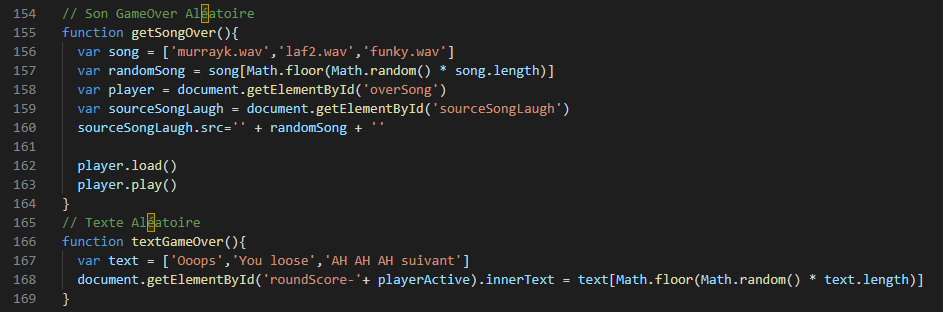 154 // Son GameOver Aléatoire
155 function getSongOver(){
156 var song = ['murrayk.wav','laf2.wav','funky.wav']
157 var randomSong = song[Math.floor(Math.random() * song.length)]
158 var player = document.getElementById('overSong')
159 var sourceSongLaugh = document.getElementById('sourceSongLaugh')
160 sourceSongLaugh.src='' + randomSong + ''
161
162 player.load()
163 player.play()
164 }
165 // Texte Aléatoire
166 function textGameOver(){
167 var text = ['Ooops','You loose','AH AH AH suivant']
168 document.getElementById('roundScore-'+ playerActive).innerText = text[Math.floor(Math.random() * text.length)]
169 }